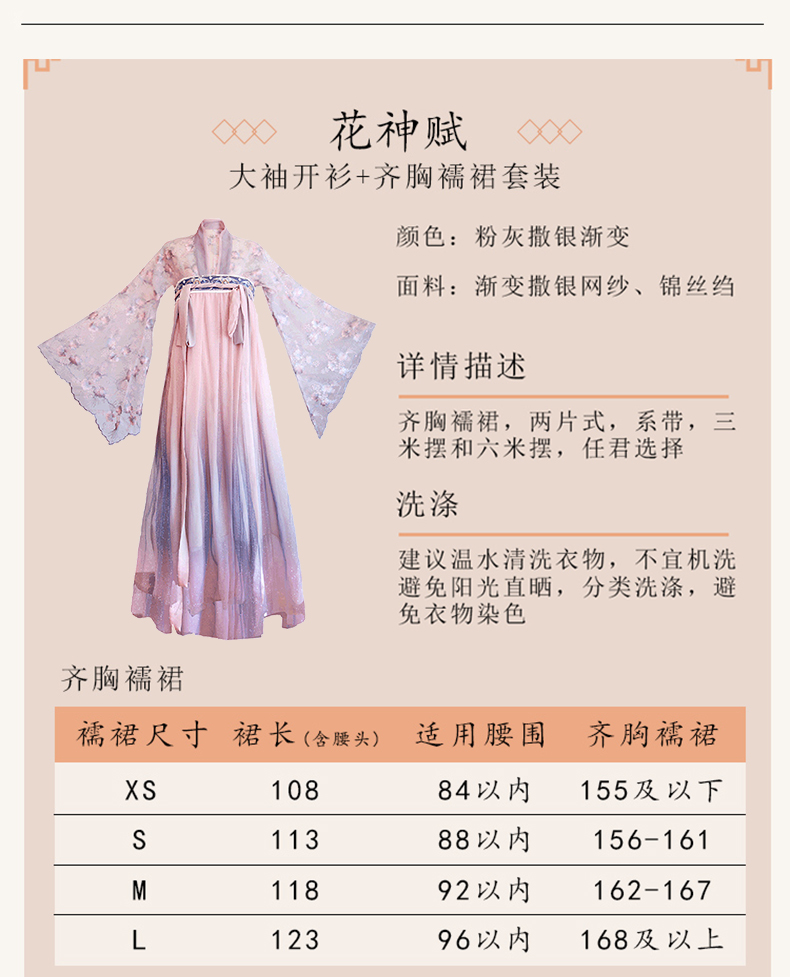 花神赋
大袖开衫+齐胸襦裙套装
颜色：粉灰撒银渐变
面料：渐变撒银网纱、锦丝绉
详情描述
齐胸襦裙，两片式，系带，三
米摆和六米摆，任君选择
洗涤
建议温水清洗衣物，不宜机洗
避免阳光直晒，分类洗涤，避
免衣物染色
齐胸襦裙
襦裙尺寸 裙长(含腰头) 适用腰围 齐胸襦裙
XS 108 84以内 155及以下
S 113 88以内 156-161
M 118 92以内 162-167
L 123 96以内 168及以上